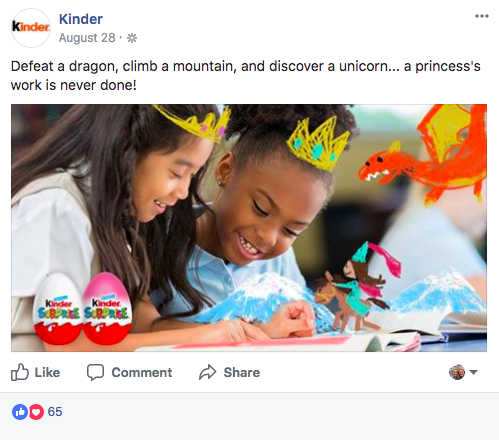 Kinder
Kinder
August 28 ·
Defeat a dragon, climb a mountain, and discover a unicorn... a princess's
work is never done!
Kinder Kinder
SURPRISE SURPRISE
Like Comment Share
65